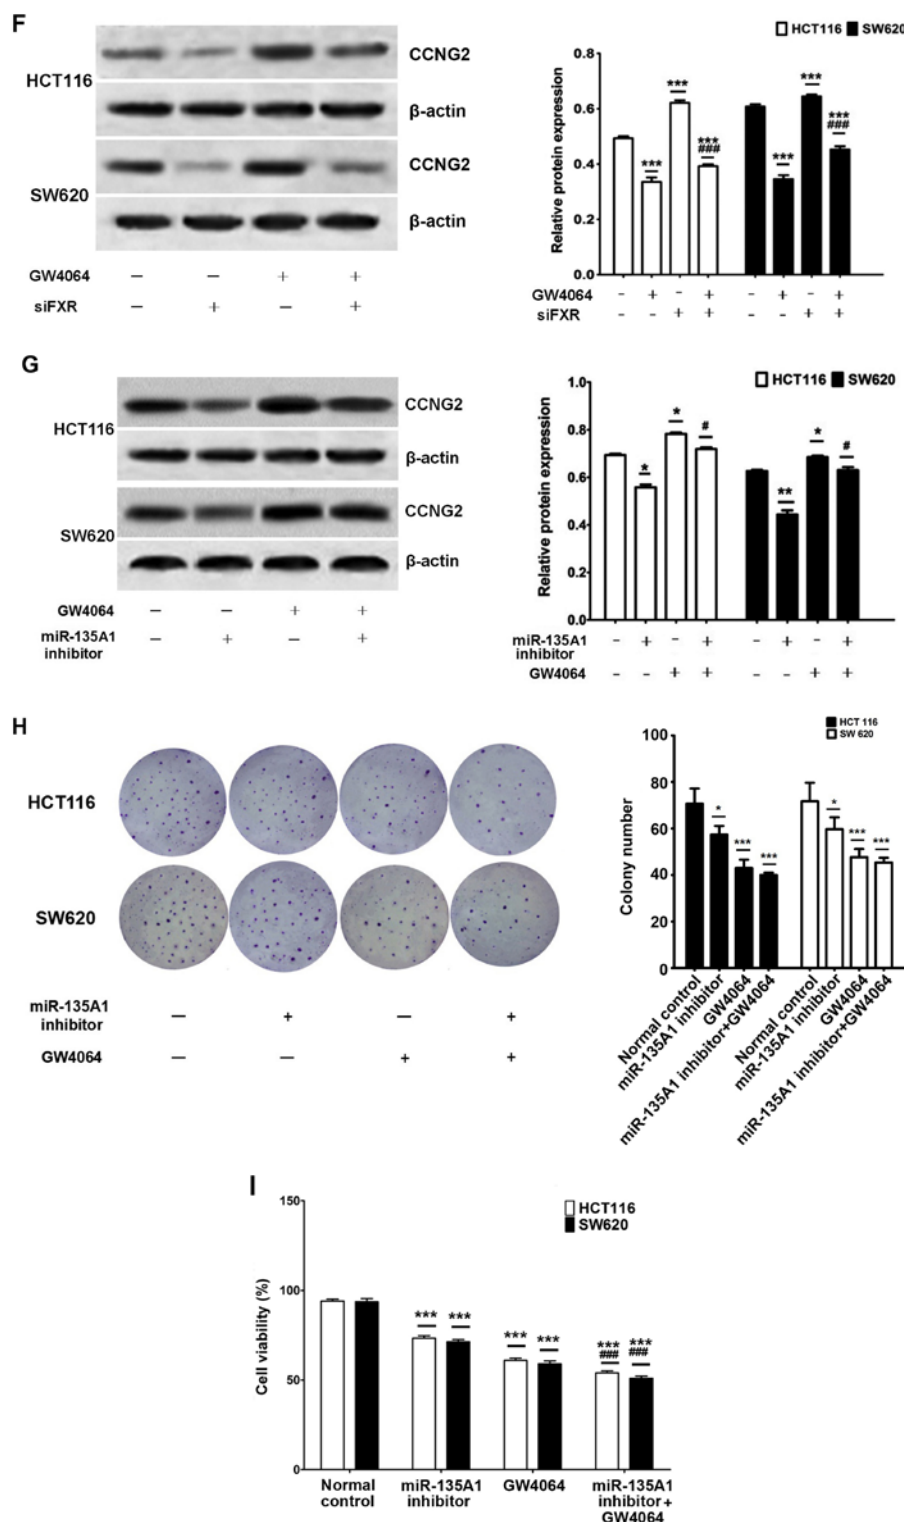 F
HCT116
CCNG2
β-actin
SW620
CCNG2
β-actin
GW4064 – – + +
siFXR – + – +
HCT116 SW620
Relative protein expression
0.8
0.6
0.4
0.2
0.0
*** *** *** ### *** *** *** ###
GW4064 - + - + - + - +
siFXR - - + + - - + +
G
HCT116
CCNG2
β-actin
SW620
CCNG2
β-actin
GW4064 – – + +
miR-135A1 – + – +
inhibitor
HCT116 SW620
Relative protein expression
1.0
0.8
0.6
0.4
0.2
0.0
* * # ** * #
miR-135A1 - + - + - + - +
inhibitor
GW4064 - - + + - - + +
H
HCT116
SW620
miR-135A1 – + – +
inhibitor
GW4064 – – + +
HCT 116
SW 620
Colony number
100
80
60
40
20
0
* *** *** * *** ***
Normal control
miR-135A1 inhibitor
GW4064
miR-135A1 inhibitor+GW4064
Normal control
miR-135A1 inhibitor
GW4064
miR-135A1 inhibitor+GW4064
I
HCT116
SW620
Cell viability (%)
150
100
50
0
*** *** *** *** *** ***
### ###
Normal control
miR-135A1 inhibitor
GW4064
miR-135A1 inhibitor + GW4064